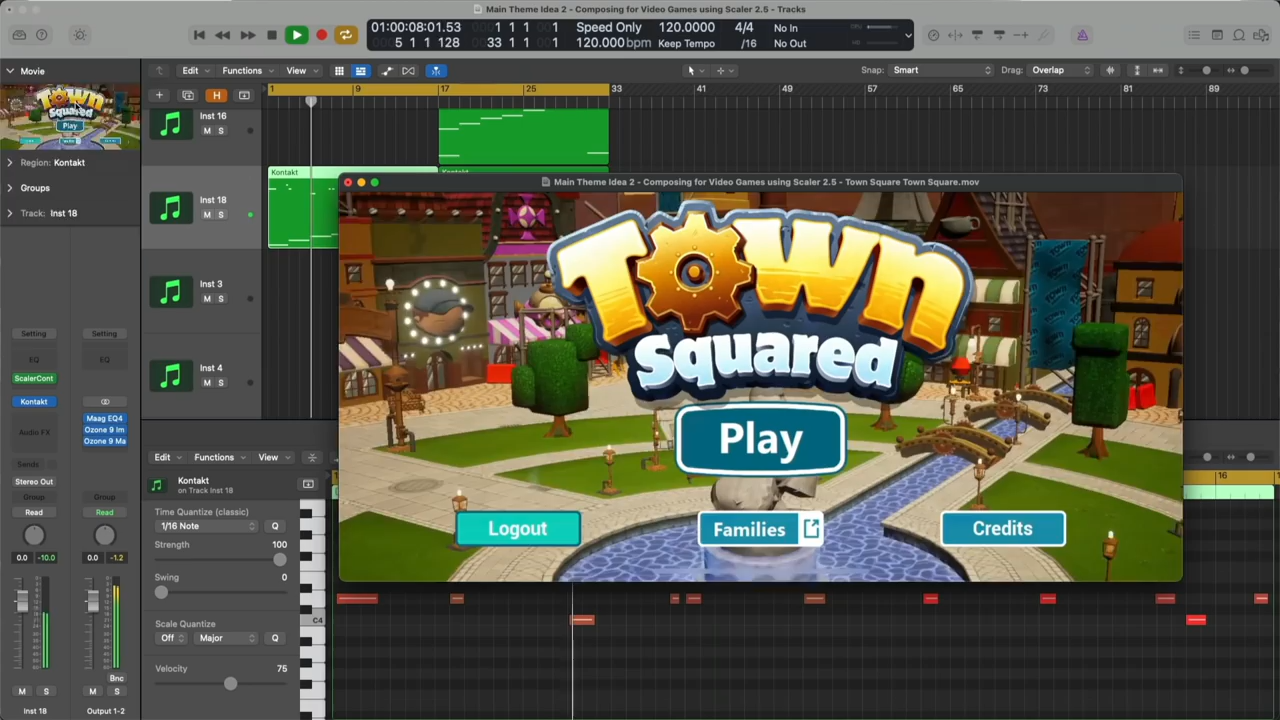 Main Theme Idea 2 - Composing for Video Games using Scaler 2.5 - Tracks
01:00:08:01.53
5 1 1 128
1 1 1 1
33 1 1 1
Speed Only
120.000bpm
120.0000
Keep Tempo
4/4
/16
No In
No Out
Movie
Edit
Functions
View
Snap: Smart
Drag: Overlap
H
1 9 17 25 33 41 49 57 65 73 81 89
Town
Squared
Play
Region: Kontakt
Groups
Track: Inst 18
Inst 16
M S
Inst 18
M S
Inst 3
M S
Inst 4
M S
Kontakt
Kontakt
Main Theme Idea 2 - Composing for Video Games using Scaler 2.5 - Town Square Town Square.mov
Town
Squared
Play
Logout
Families
Credits
Setting Setting
EQ EQ
ScalerCont
Kontakt
Audio FX
Maag EQ4
Ozone 9 Im
Ozone 9 Ma
Sends
Stereo Out
Group Group
Read Read
0.0 -10.0 0.0 -1.2
Bnc
M S M S
Inst 18 Output 1-2
Edit Functions View
Kontakt
on Track Inst 18
Time Quantize (classic)
1/16 Note Q
Strength 100
Swing 0
Scale Quantize
Off Major Q
Velocity 75
C4
16